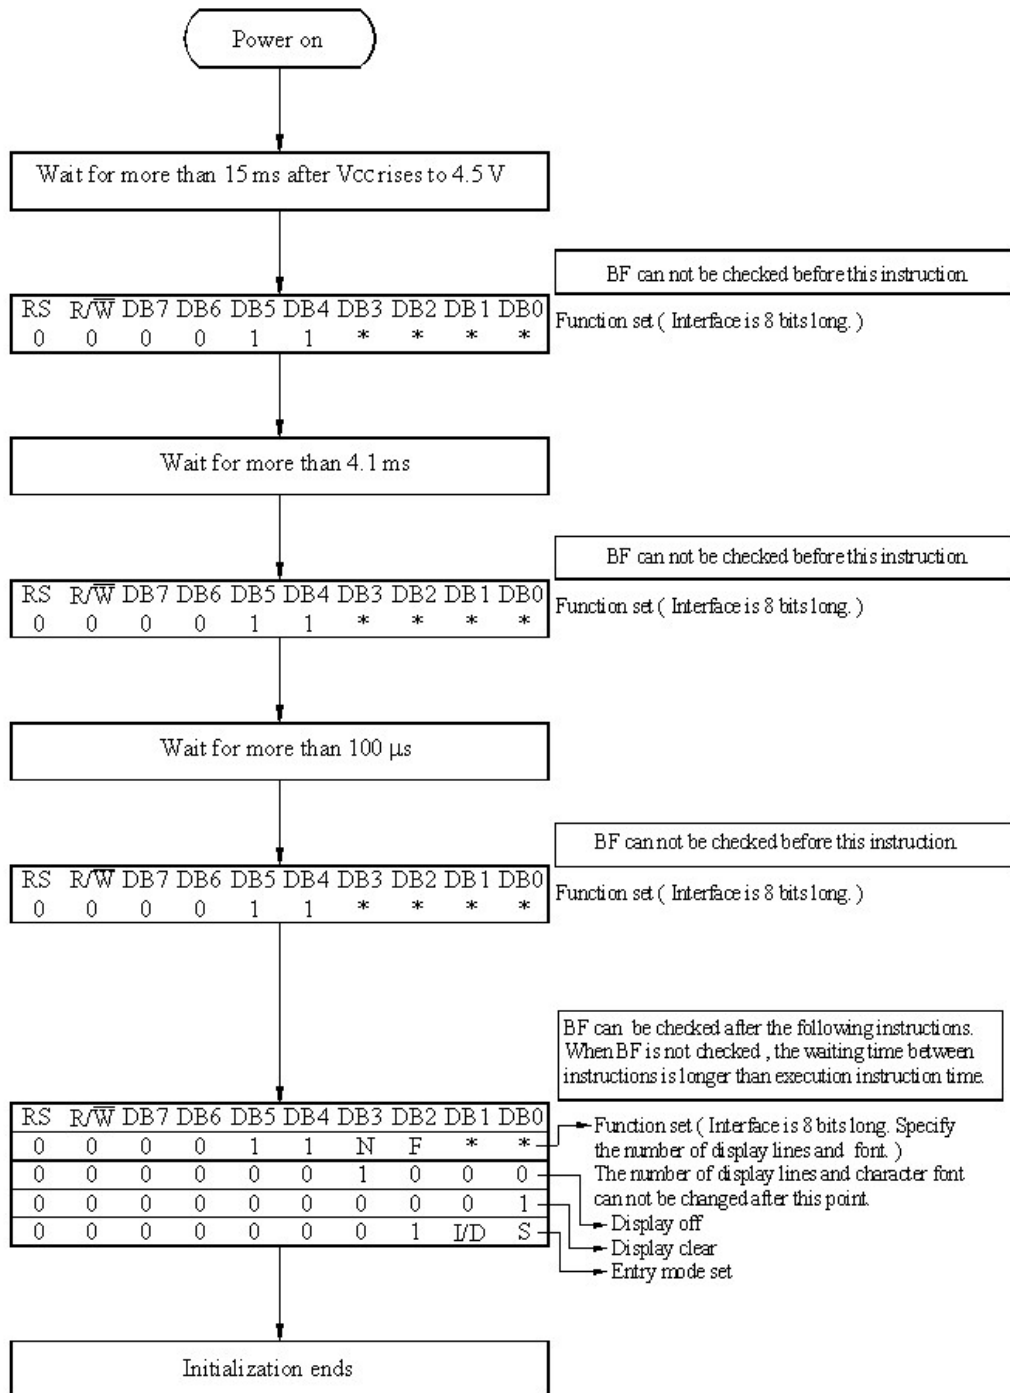 Power on
Wait for more than 15 ms after VCC rises to 4.5 V
BF can not be checked before this instruction.
RS R/W̅ DB7 DB6 DB5 DB4 DB3 DB2 DB1 DB0
0 0 0 0 1 1 * * * *
Function set ( Interface is 8 bits long. )
Wait for more than 4.1 ms
BF can not be checked before this instruction.
RS R/W̅ DB7 DB6 DB5 DB4 DB3 DB2 DB1 DB0
0 0 0 0 1 1 * * * *
Function set ( Interface is 8 bits long. )
Wait for more than 100 µs
BF can not be checked before this instruction.
RS R/W̅ DB7 DB6 DB5 DB4 DB3 DB2 DB1 DB0
0 0 0 0 1 1 * * * *
Function set ( Interface is 8 bits long. )
BF can be checked after the following instructions.
When BF is not checked , the waiting time between
instructions is longer than execution instruction time.
RS R/W̅ DB7 DB6 DB5 DB4 DB3 DB2 DB1 DB0
0 0 0 0 1 1 N F * *
0 0 0 0 0 0 1 0 0 0
0 0 0 0 0 0 0 0 0 1
0 0 0 0 0 0 0 1 I/D S
Function set ( Interface is 8 bits long. Specify
the number of display lines and font. )
The number of display lines and character font
can not be changed after this point.
Display off
Display clear
Entry mode set
Initialization ends